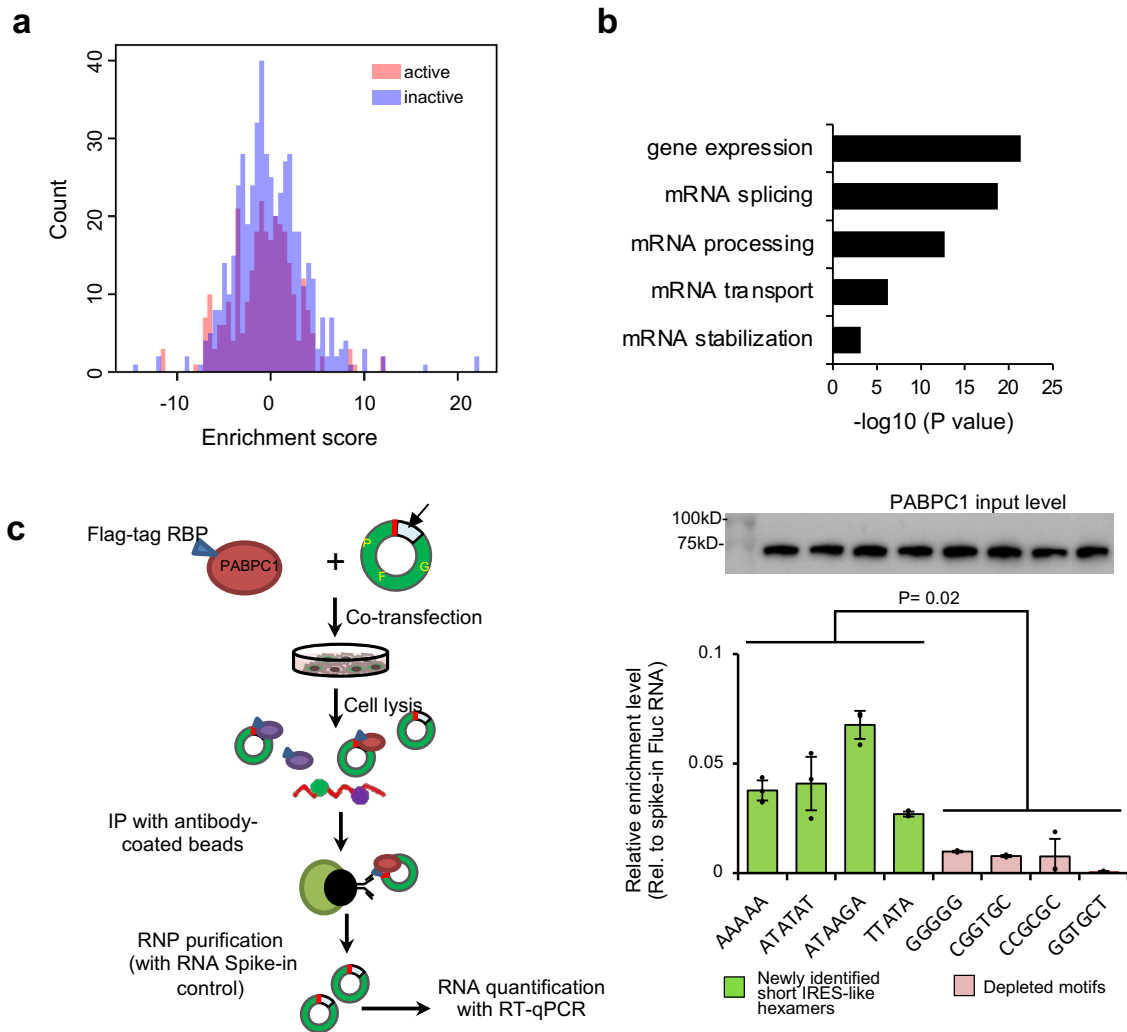 a
40
30
20
10
0
Count
active
inactive
-10
0
10
20
Enrichment score
b
gene expression
mRNA splicing
mRNA processing
mRNA transport
mRNA stabilization
0
5
10
15
20
25
-log10 (P value)
c
Flag-tag RBP
PABPC1
+
P
F
G
Co-transfection
Cell lysis
IP with antibody-
coated beads
RNP purification
(with RNA Spike-in
control)
RNA quantification
with RT-qPCR
PABPC1 input level
100kD-
75kD-
P= 0.02
Relative enrichment level
(Rel. to spike-in Fluc RNA)
0.1
0.05
0
AAAAA
ATATAT
ATAAGA
TTATA
GGGGG
CGGTGC
CCGCGC
GGTGCT
Newly identified
short IRES-like
hexamers
Depleted motifs